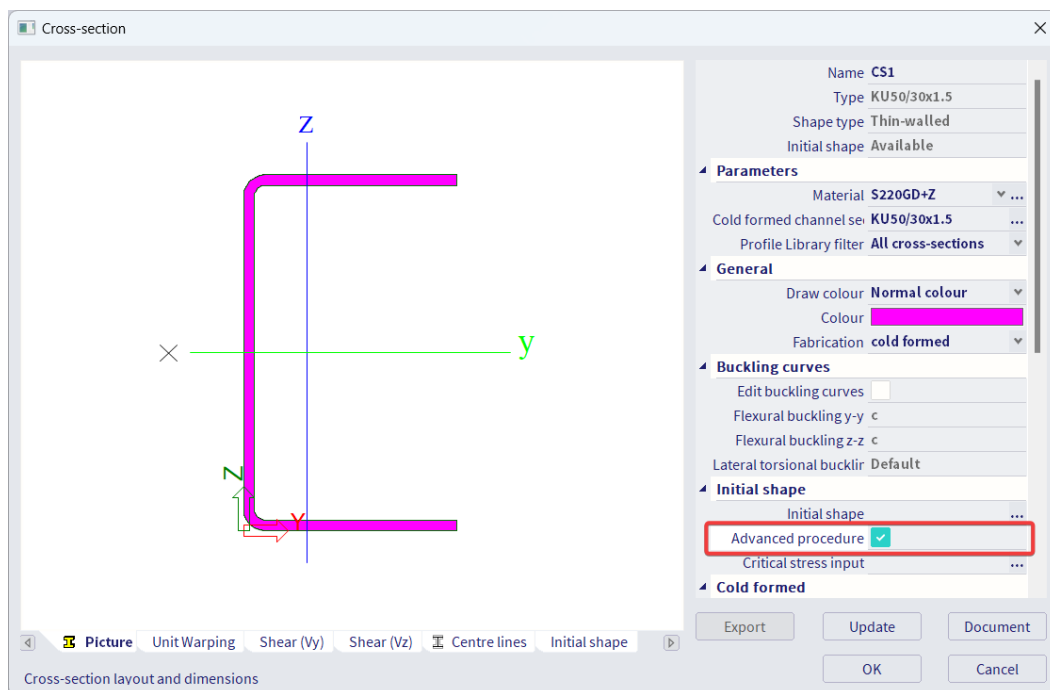 Cross-section
z
y
Z
Y
Name CS1
Type KU50/30x1.5
Shape type Thin-walled
Initial shape Available
Parameters
Material S220GD+Z ...
Cold formed channel se KU50/30x1.5 ...
Profile Library filter All cross-sections
General
Draw colour Normal colour
Colour
Fabrication cold formed
Buckling curves
Edit buckling curves
Flexural buckling y-y c
Flexural buckling z-z c
Lateral torsional bucklir Default
Initial shape
Initial shape ...
Advanced procedure
Critical stress input ...
Cold formed
Picture Unit Warping Shear (Vy) Shear (Vz) Centre lines Initial shape
Export Update Document
Cross-section layout and dimensions
OK Cancel